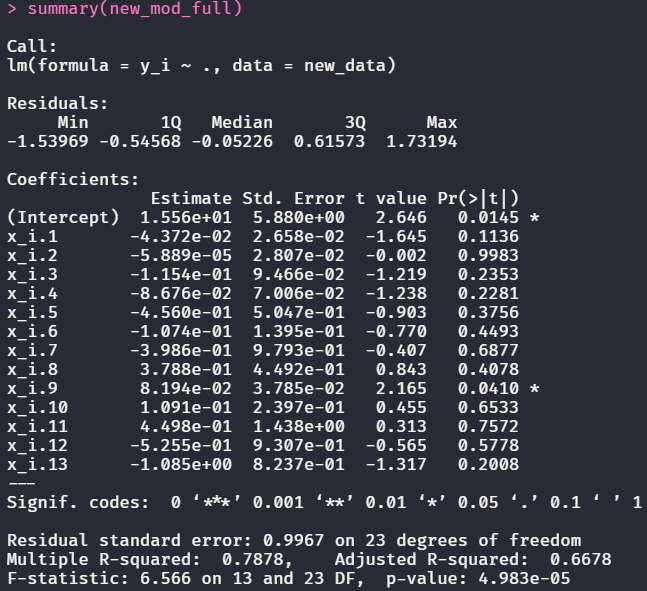 > summary(new_mod_full)
Call:
lm(formula = y_i ~ ., data = new_data)
Residuals:
     Min       1Q   Median       3Q      Max
-1.53969 -0.54568 -0.05226  0.61573  1.73194
Coefficients:
              Estimate Std. Error t value Pr(>|t|)
(Intercept)  1.556e+01  5.880e+00   2.646   0.0145 *
x_i.1       -4.372e-02  2.658e-02  -1.645   0.1136
x_i.2       -5.889e-05  2.807e-02  -0.002   0.9983
x_i.3       -1.154e-01  9.466e-02  -1.219   0.2353
x_i.4       -8.676e-02  7.006e-02  -1.238   0.2281
x_i.5       -4.560e-01  5.047e-01  -0.903   0.3756
x_i.6       -1.074e-01  1.395e-01  -0.770   0.4493
x_i.7       -3.986e-01  9.793e-01  -0.407   0.6877
x_i.8        3.788e-01  4.492e-01   0.843   0.4078
x_i.9        8.194e-02  3.785e-02   2.165   0.0410 *
x_i.10       1.091e-01  2.397e-01   0.455   0.6533
x_i.11       4.498e-01  1.438e+00   0.313   0.7572
x_i.12      -5.255e-01  9.307e-01  -0.565   0.5778
x_i.13      -1.085e+00  8.237e-01  -1.317   0.2008
---
Signif. codes:  0 ‘***’ 0.001 ‘**’ 0.01 ‘*’ 0.05 ‘.’ 0.1 ‘ ’ 1
Residual standard error: 0.9967 on 23 degrees of freedom
Multiple R-squared:  0.7878,    Adjusted R-squared:  0.6678
F-statistic: 6.566 on 13 and 23 DF,  p-value: 4.983e-05